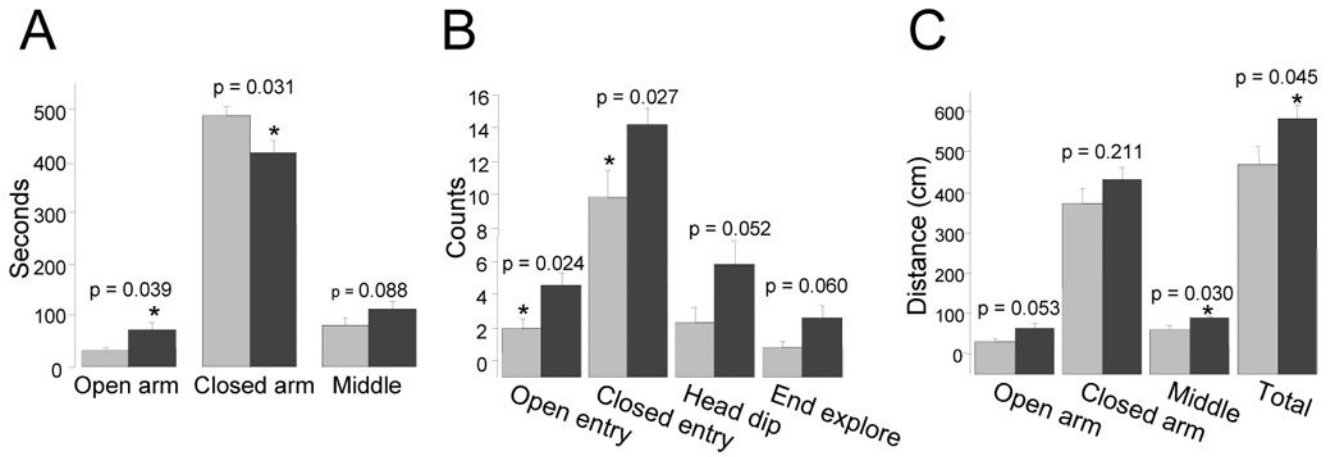 A
B
C
Seconds
500
400
300
200
100
0
p = 0.039
*
p = 0.031
*
p = 0.088
Open arm
Closed arm
Middle
Counts
16
14
12
10
8
6
4
2
0
p = 0.024
*
p = 0.027
*
p = 0.052
p = 0.060
Open entry
Closed entry
Head dip
End explore
Distance (cm)
600
500
400
300
200
100
0
p = 0.053
p = 0.211
p = 0.030
*
p = 0.045
*
Open arm
Closed arm
Middle
Total